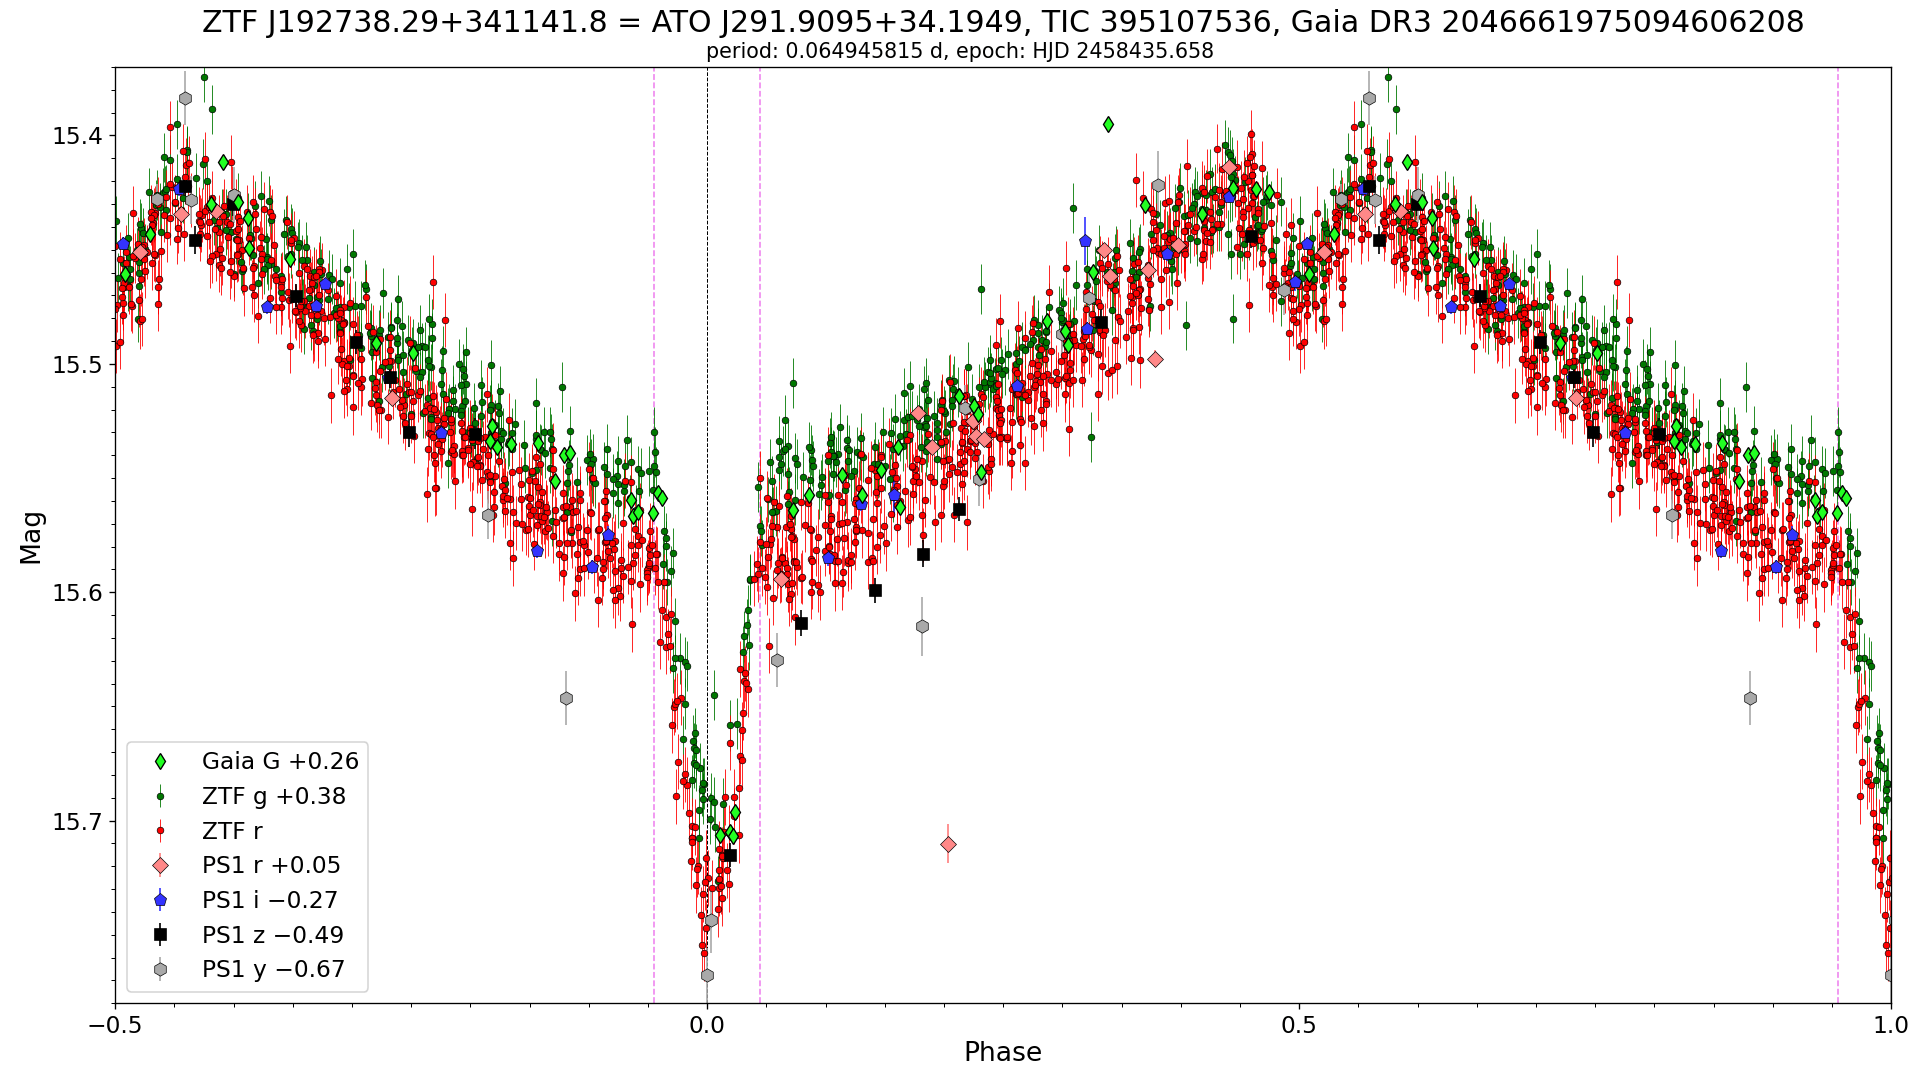 ZTF J192738.29+341141.8 = ATO J291.9095+34.1949, TIC 395107536, Gaia DR3 2046661975094606208
period: 0.064945815 d, epoch: HJD 2458435.658
15.4
15.5
15.6
15.7
Mag
Gaia G +0.26
ZTF g +0.38
ZTF r
PS1 r +0.05
PS1 i −0.27
PS1 z −0.49
PS1 y −0.67
−0.5 0.0 0.5 1.0
Phase